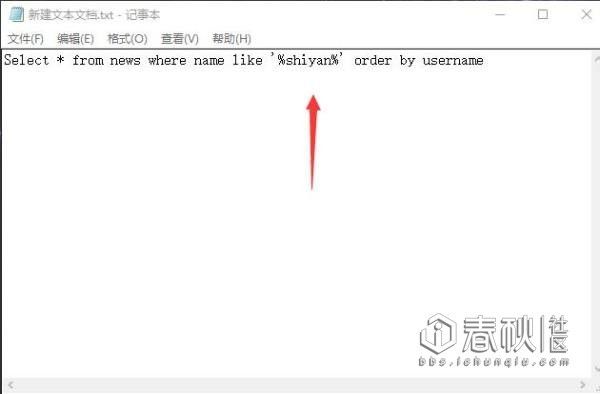 新建文本文档.txt - 记事本
文件(F) 编辑(E) 格式(O) 查看(V) 帮助(H)
Select * from news where name like '%shiyan%' order by username
春秋社区
bbs.ichunqiu.com